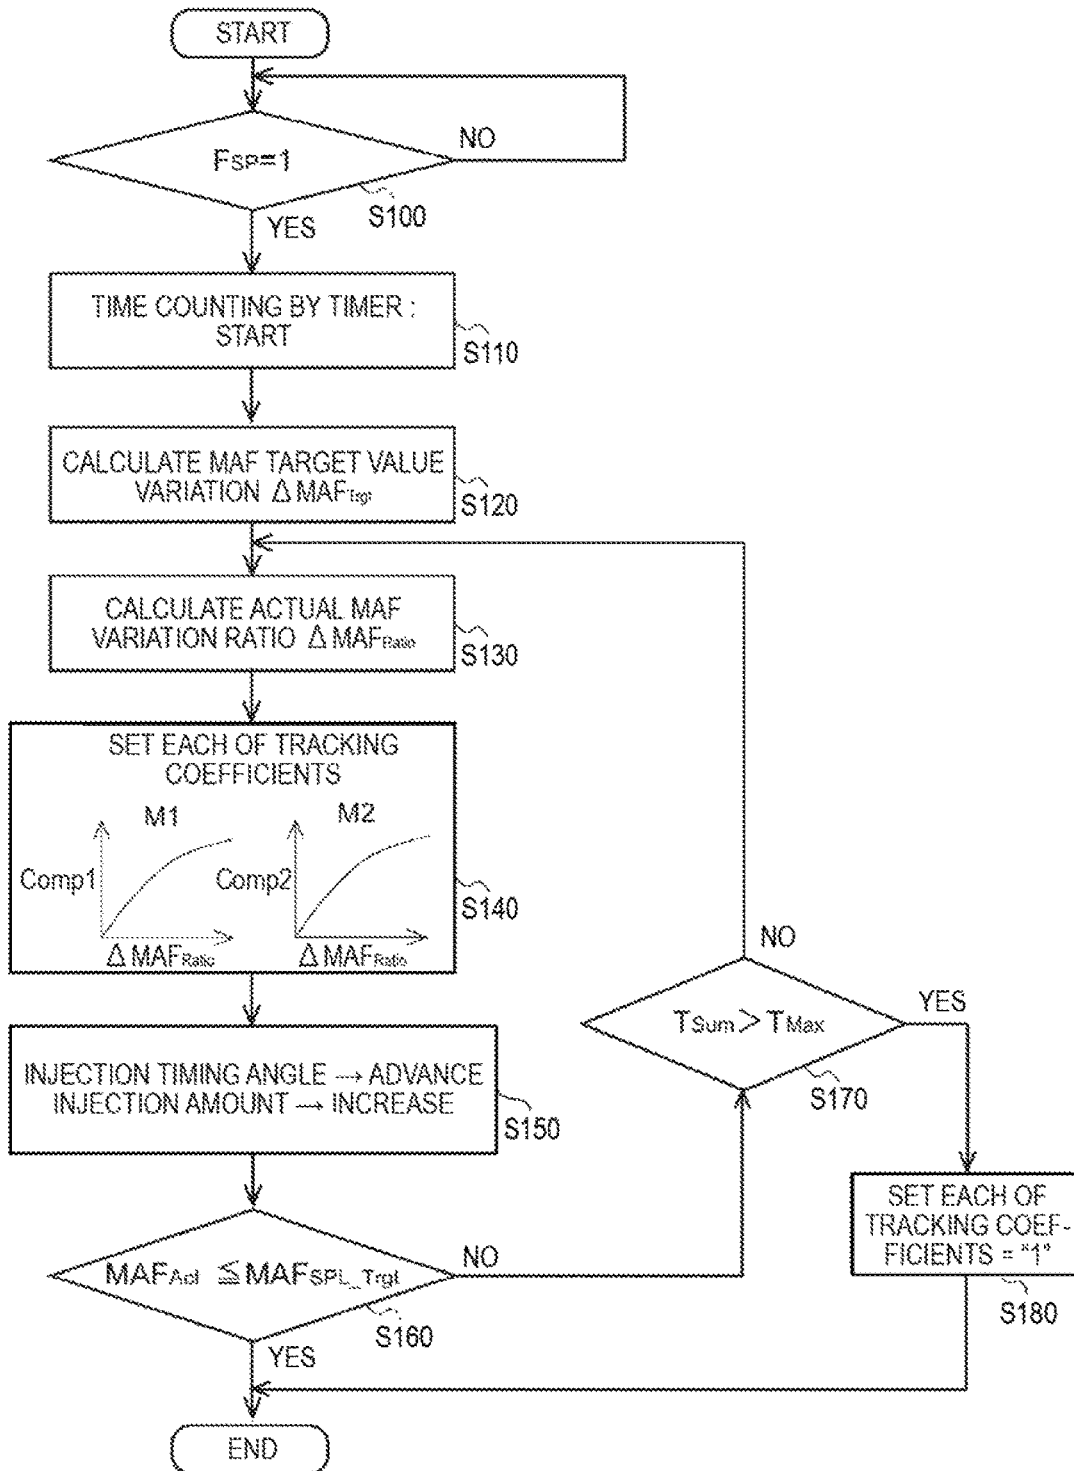 START
NO
FSP=1
S100
YES
TIME COUNTING BY TIMER :
START
S110
CALCULATE MAF TARGET VALUE
VARIATION ΔMAFTrgt
S120
CALCULATE ACTUAL MAF
VARIATION RATIO ΔMAFRatio
S130
SET EACH OF TRACKING
COEFFICIENTS
M1
M2
Comp1
Comp2
ΔMAFRatio
ΔMAFRatio
S140
NO
TSum > TMax
YES
S170
INJECTION TIMING ANGLE → ADVANCE
INJECTION AMOUNT → INCREASE
S150
SET EACH OF
TRACKING COEF-
FICIENTS = "1"
S180
MAFAct ≦ MAFSPL_Trgt
NO
S160
YES
END